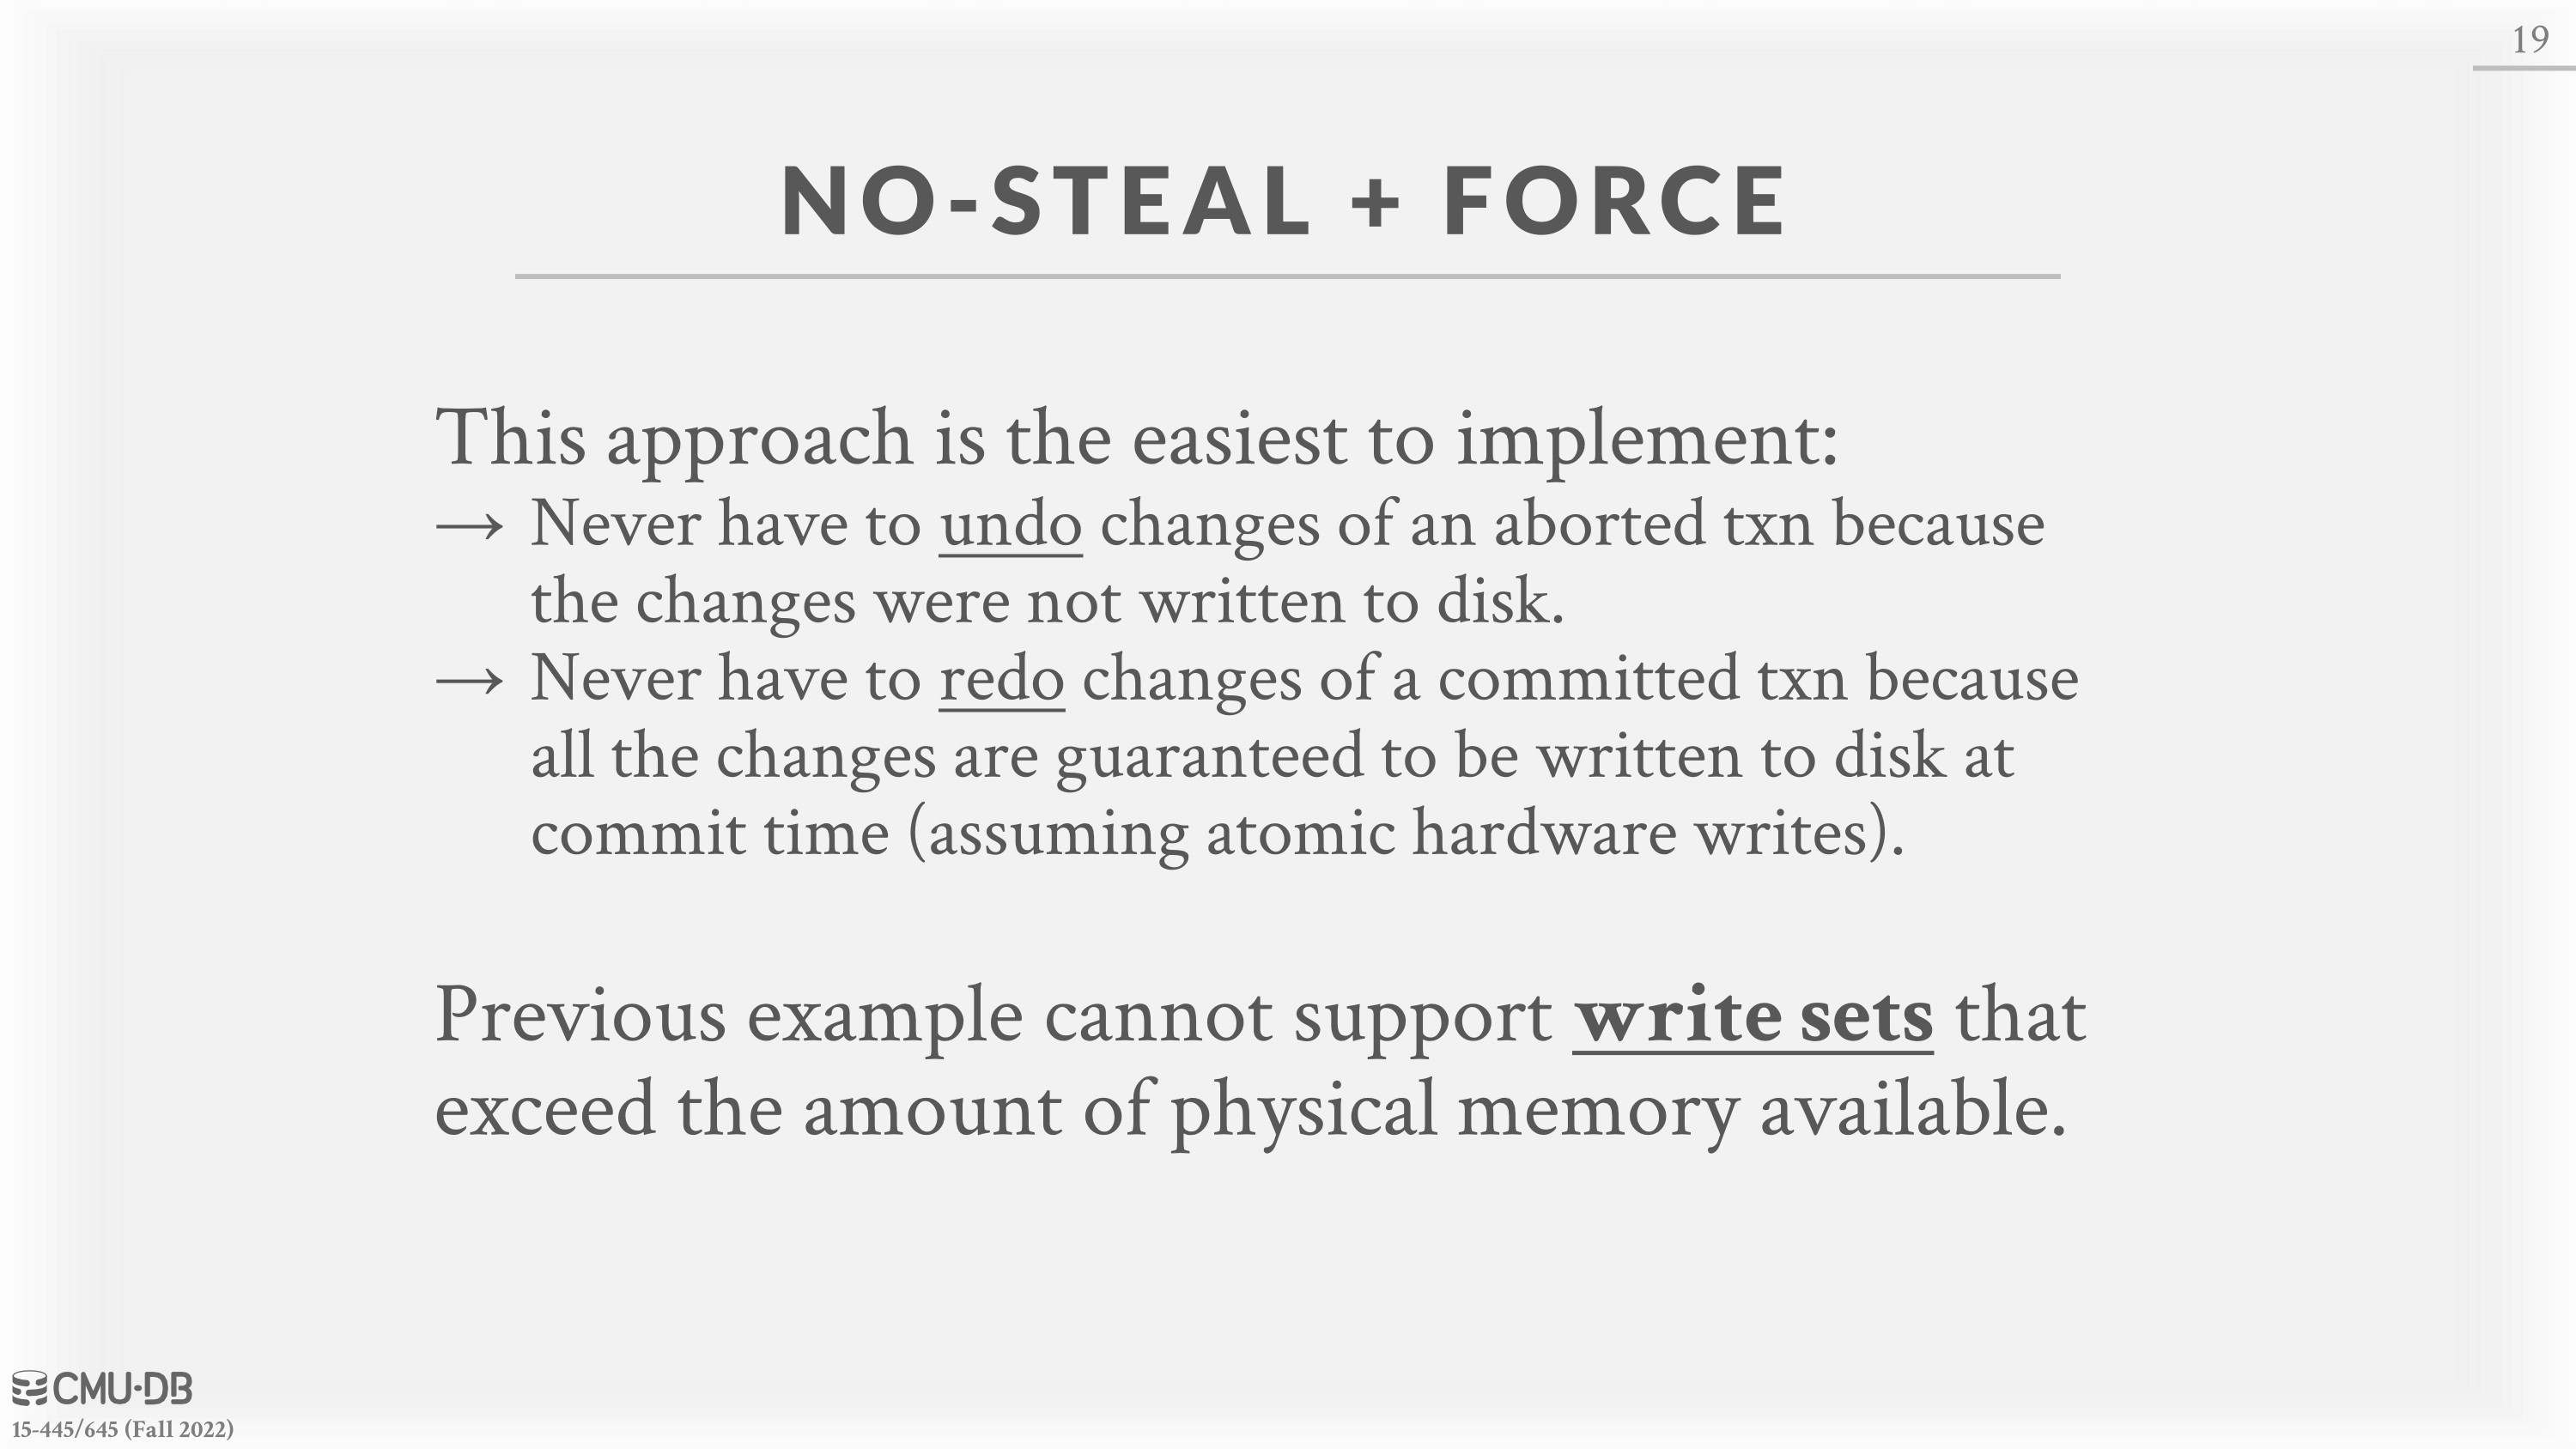 19
NO-STEAL + FORCE
This approach is the easiest to implement:
→ Never have to undo changes of an aborted txn because
the changes were not written to disk.
→ Never have to redo changes of a committed txn because
all the changes are guaranteed to be written to disk at
commit time (assuming atomic hardware writes).
Previous example cannot support write sets that
exceed the amount of physical memory available.
CMU·DB
15-445/645 (Fall 2022)